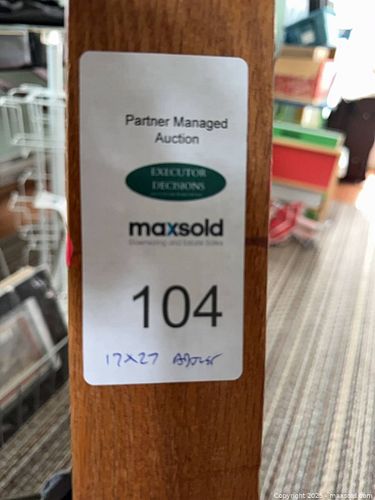 Partner Managed
Auction
EXECUTOR
DECISIONS
maxsold
Downsizing and Estate Sales
104
17x27
Copyright 2025 - maxsold.com